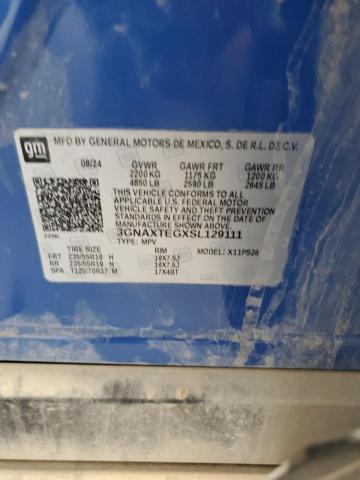 gm
MFD BY GENERAL MOTORS DE MEXICO, S. DE R.L. DE C.V.
08/24 GVWR GAWR FRT GAWR RR
2200 KG 1175 KG 1200 KG
4850 LB 2590 LB 2645 LB
THIS VEHICLE CONFORMS TO ALL
APPLICABLE U.S. FEDERAL MOTOR
VEHICLE SAFETY AND THEFT
PREVENTION STANDARDS IN EFFECT ON
THE DATE OF MANUFACTURE SHOWN ABOVE.
3GNAXTEGXSL129111
TYPE: MPV MODEL: X11PS26
TIRE SIZE RIM
FRT 235/55R19 H 19X7.5J
RR 235/55R19 H 19X7.5J
SPA T125/70R17 M 17X4BT